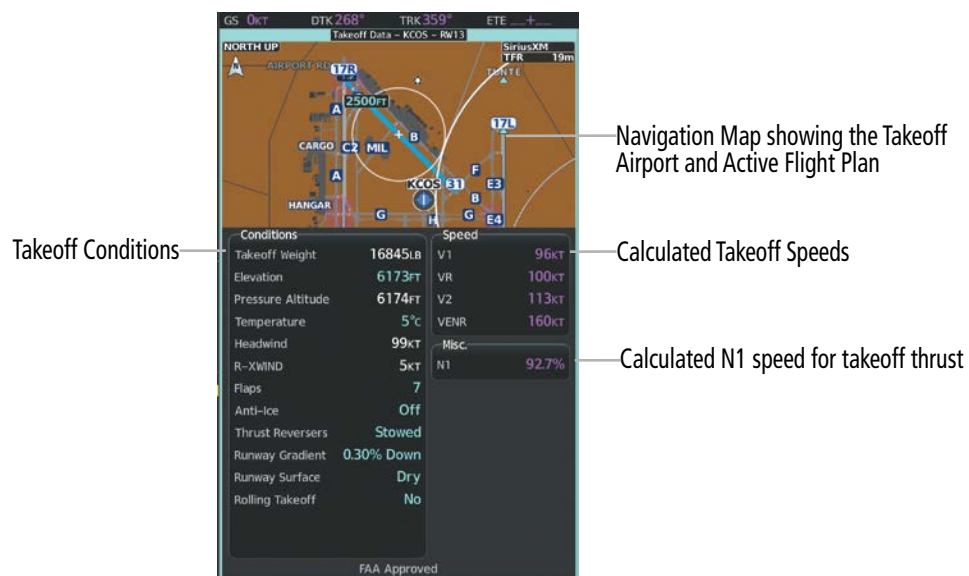 GS 0KT DTK 268° TRK 359° ETE __+__
Takeoff Data – KCOS – RW13
NORTH UP
SiriusXM
TFR 19m
AIRPORT RD
17R
TUNTE
2500FT
A
17L
B
CARGO C2 MIL
F
A
KCOS 31 E3
B
HANGAR
G H G E4
Navigation Map showing the Takeoff
Airport and Active Flight Plan
Takeoff Conditions
Conditions
Takeoff Weight 16845LB
Elevation 6173FT
Pressure Altitude 6174FT
Temperature 5°C
Headwind 99KT
R-XWIND 5KT
Flaps 7
Anti-Ice Off
Thrust Reversers Stowed
Runway Gradient 0.30% Down
Runway Surface Dry
Rolling Takeoff No
Speed
V1 96KT
VR 100KT
V2 113KT
VENR 160KT
Calculated Takeoff Speeds
Misc.
N1 92.7%
Calculated N1 speed for takeoff thrust
FAA Approved